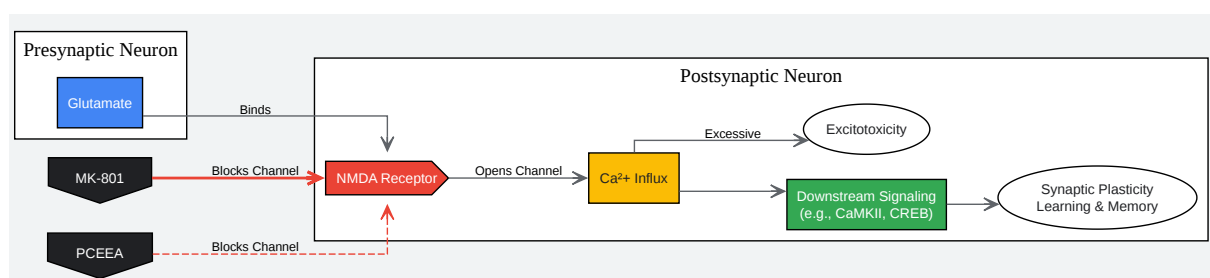 Presynaptic Neuron
Glutamate
Binds
Postsynaptic Neuron
Excessive
Excitotoxicity
MK-801
Blocks Channel
NMDA Receptor
Opens Channel
Ca²+ Influx
Downstream Signaling
(e.g., CaMKII, CREB)
Synaptic Plasticity
Learning & Memory
PCEEA
Blocks Channel